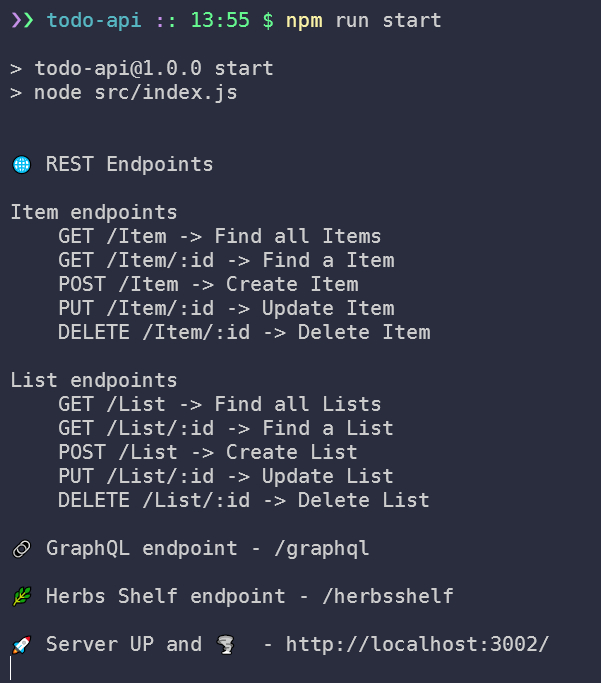 ❯❯ todo-api :: 13:55 $ npm run start
> todo-api@1.0.0 start
> node src/index.js
🌐 REST Endpoints
Item endpoints
GET /Item -> Find all Items
GET /Item/:id -> Find a Item
POST /Item -> Create Item
PUT /Item/:id -> Update Item
DELETE /Item/:id -> Delete Item
List endpoints
GET /List -> Find all Lists
GET /List/:id -> Find a List
POST /List -> Create List
PUT /List/:id -> Update List
DELETE /List/:id -> Delete List
🔗 GraphQL endpoint - /graphql
🌿 Herbs Shelf endpoint - /herbsshelf
🚀 Server UP and 🌪️ - http://localhost:3002/